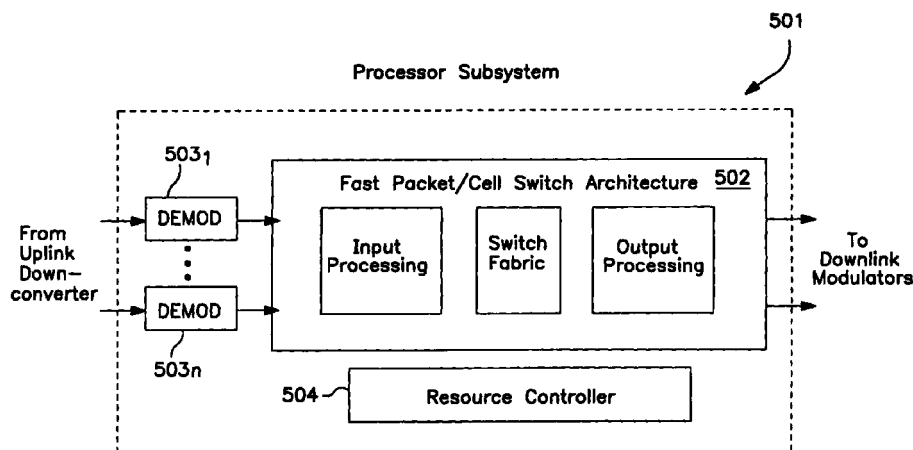 501
Processor Subsystem
503₁
Fast Packet/Cell Switch Architecture 502
DEMOD
From
Uplink
Down-
converter
Input
Processing
Switch
Fabric
Output
Processing
To
Downlink
Modulators
DEMOD
503n
504
Resource Controller